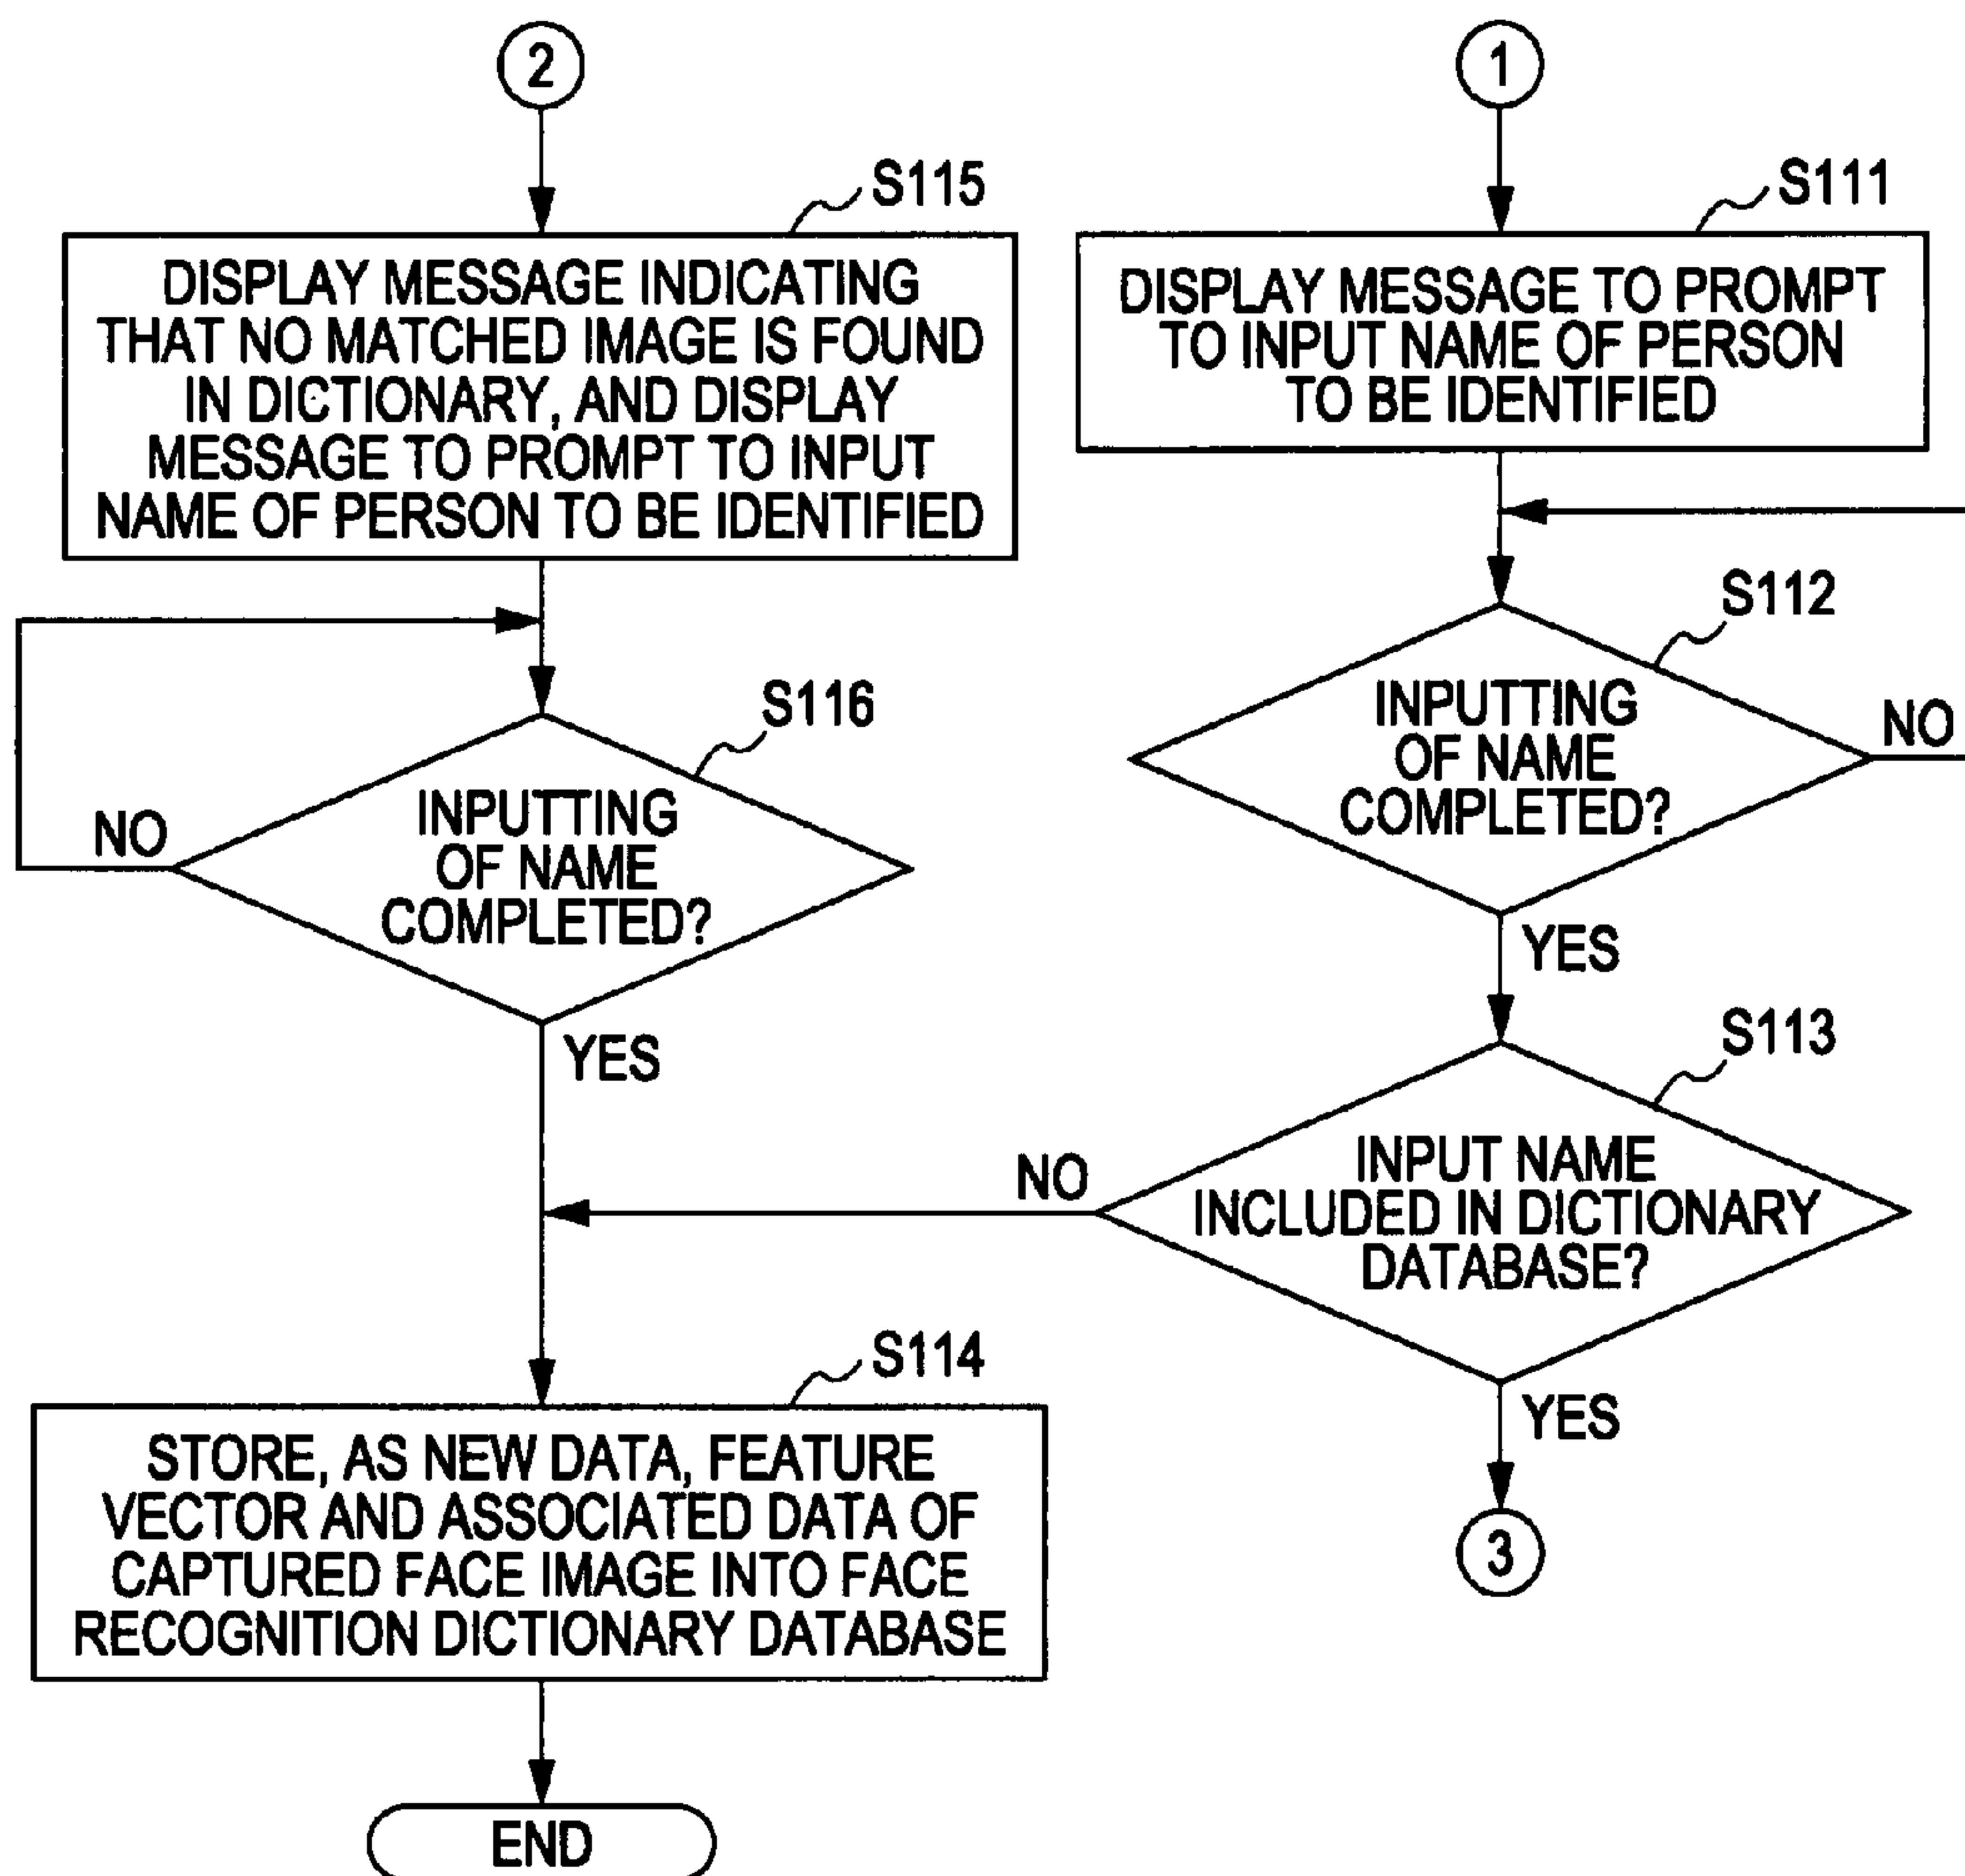 2
S115
DISPLAY MESSAGE INDICATING
THAT NO MATCHED IMAGE IS FOUND
IN DICTIONARY, AND DISPLAY
MESSAGE TO PROMPT TO INPUT
NAME OF PERSON TO BE IDENTIFIED
S116
INPUTTING
OF NAME
COMPLETED?
NO
YES
S114
STORE, AS NEW DATA, FEATURE
VECTOR AND ASSOCIATED DATA OF
CAPTURED FACE IMAGE INTO FACE
RECOGNITION DICTIONARY DATABASE
END
1
S111
DISPLAY MESSAGE TO PROMPT
TO INPUT NAME OF PERSON
TO BE IDENTIFIED
S112
INPUTTING
OF NAME
COMPLETED?
NO
YES
S113
INPUT NAME
INCLUDED IN DICTIONARY
DATABASE?
NO
YES
3